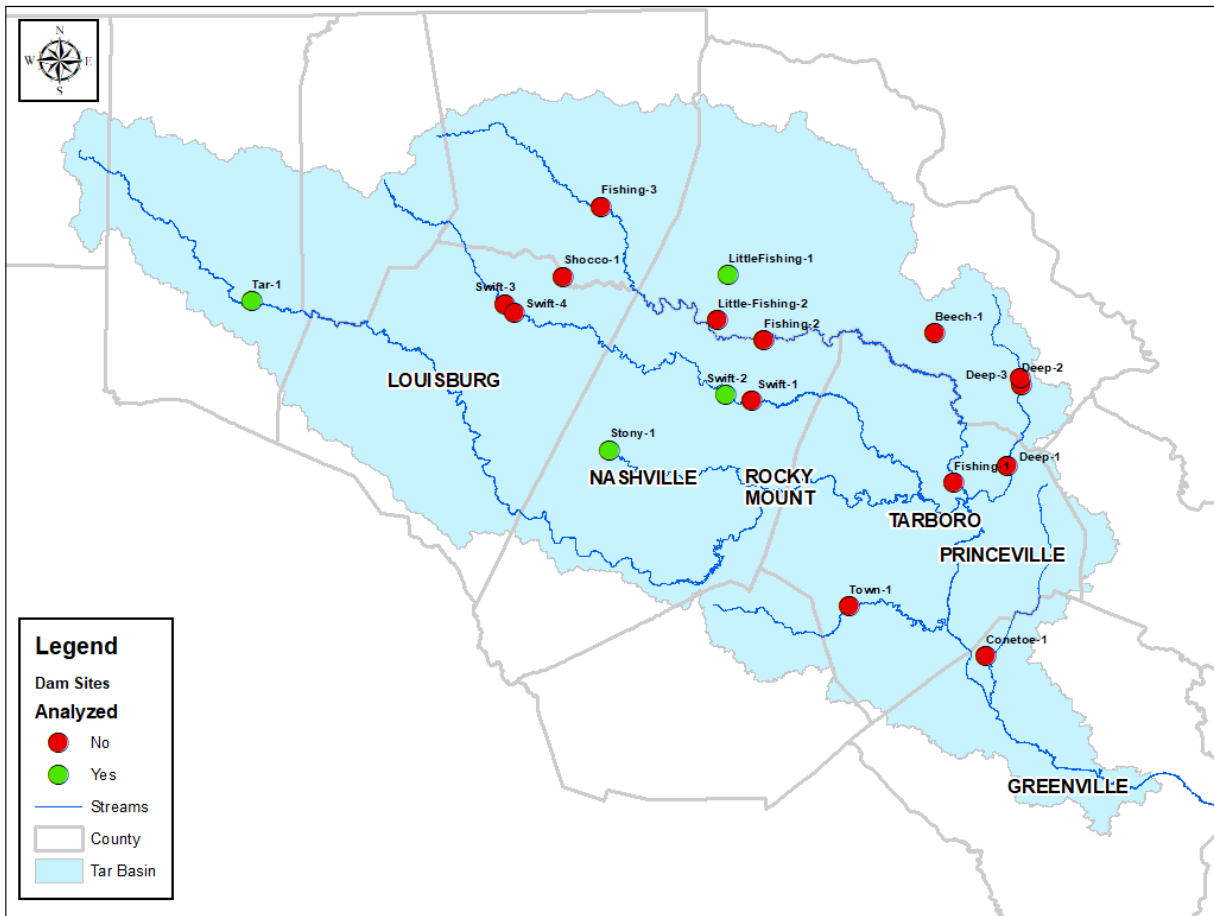 N
W E
S
Fishing-3
LittleFishing-1
Shocco-1
Tar-1
Swift-3
Swift-4
Little-Fishing-2
Fishing-2
Beech-1
LOUISBURG
Deep-3
Deep-2
Swift-2
Swift-1
Stony-1
NASHVILLE
ROCKY
MOUNT
Fishing-1
Deep-1
TARBORO
PRINCEVILLE
Town-1
Conetoe-1
GREENVILLE
Legend
Dam Sites
Analyzed
No
Yes
Streams
County
Tar Basin